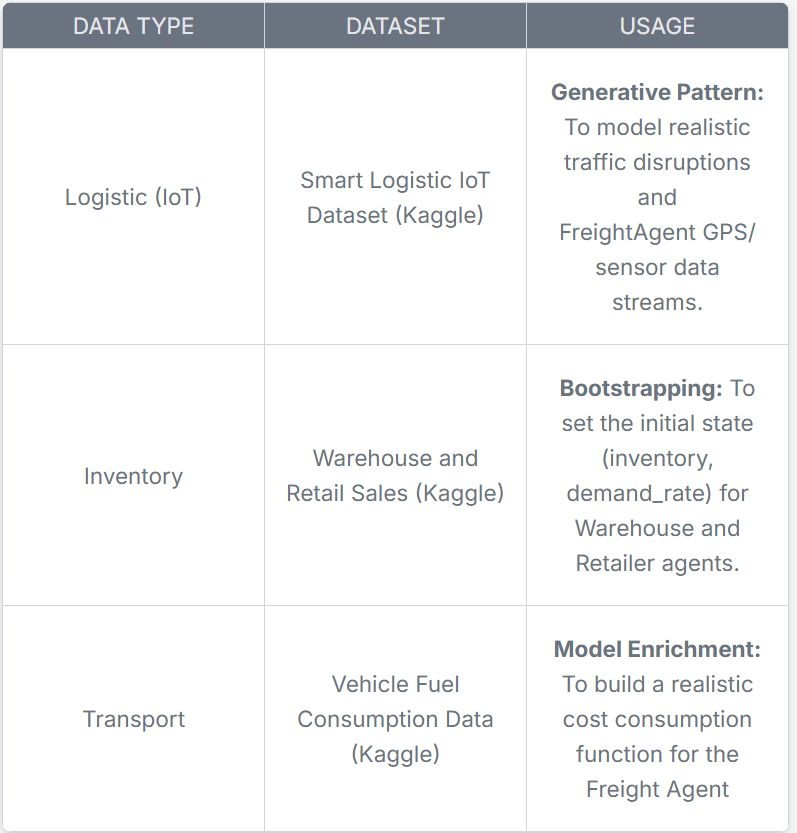 DATA TYPE
DATASET
USAGE
Logistic (IoT)
Smart Logistic IoT
Dataset (Kaggle)
Generative Pattern:
To model realistic
traffic disruptions
and
FreightAgent GPS/
sensor data
streams.
Inventory
Warehouse and
Retail Sales (Kaggle)
Bootstrapping: To
set the initial state
(inventory,
demand_rate) for
Warehouse and
Retailer agents.
Transport
Vehicle Fuel
Consumption Data
(Kaggle)
Model Enrichment:
To build a realistic
cost consumption
function for the
Freight Agent